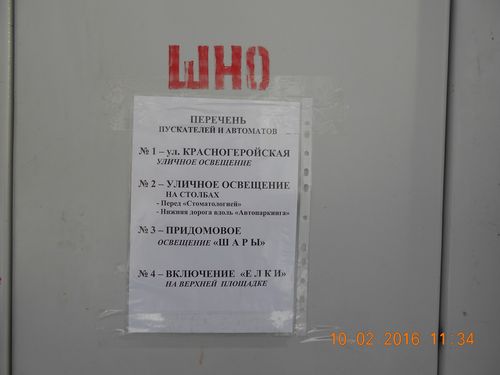 ШНО
ПЕРЕЧЕНЬ
ПУСКАТЕЛЕЙ И АВТОМАТОВ
№ 1 – ул. КРАСНОГЕРОЙСКАЯ
УЛИЧНОЕ ОСВЕЩЕНИЕ
№ 2 – УЛИЧНОЕ ОСВЕЩЕНИЕ
НА СТОЛБАХ
- Перед «Стоматологией»
- Нижняя дорога вдоль «Автопаркинга»
№ 3 – ПРИДОМОВОЕ
ОСВЕЩЕНИЕ «Ш А Р Ы»
№ 4 – ВКЛЮЧЕНИЕ «Е Л К И»
НА ВЕРХНЕЙ ПЛОЩАДКЕ
10-02-2016 11:34